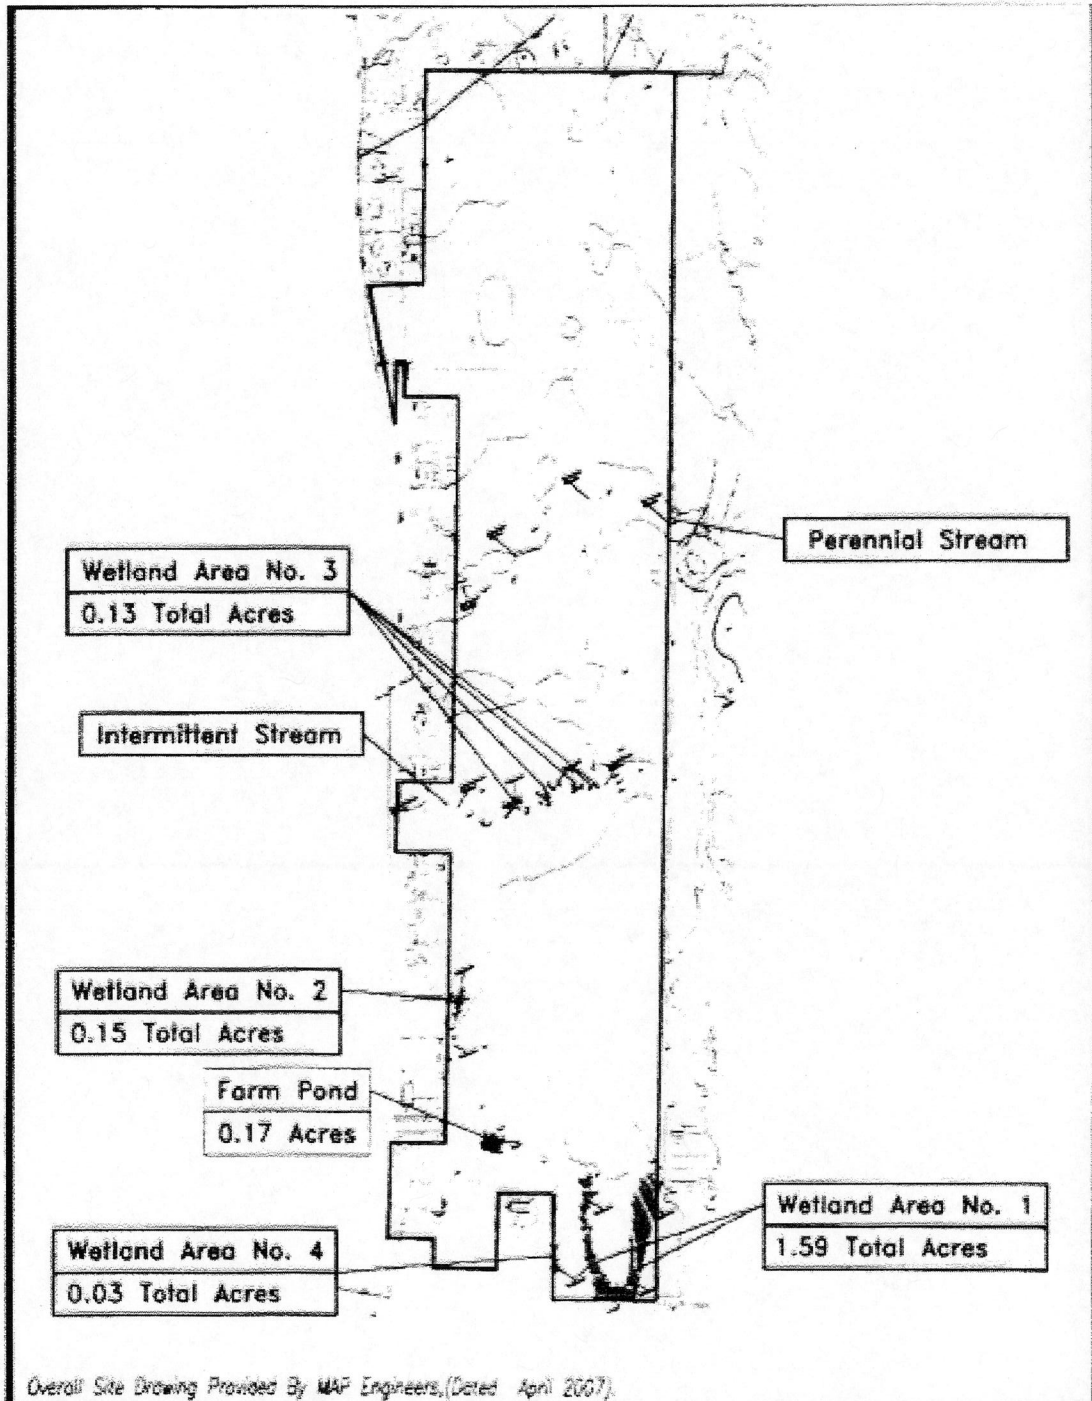 Perennial Stream
Wetland Area No. 3
0.13 Total Acres
Intermittent Stream
Wetland Area No. 2
0.15 Total Acres
Farm Pond
0.17 Acres
Wetland Area No. 1
1.59 Total Acres
Wetland Area No. 4
0.03 Total Acres
Overall Site Drawing Provided By MAP Engineers,(Dated April 2007).